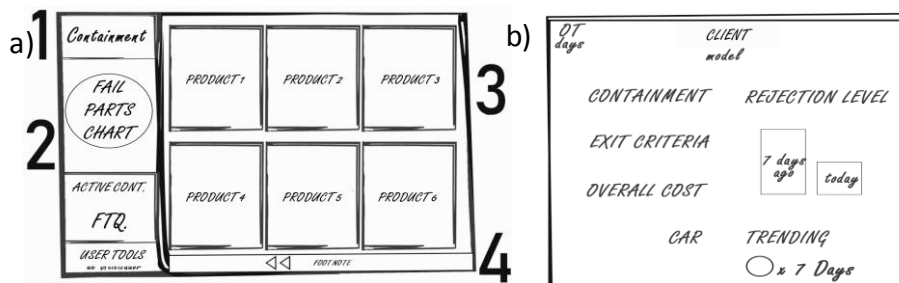 a)
1
Containment
2
FAIL
PARTS
CHART
ACTIVE CONT.
FTQ.
USER TOOLS
PRODUCT 1 PRODUCT 2 PRODUCT 3
3
PRODUCT 4 PRODUCT 5 PRODUCT 6
FOOT NOTE
4
b)
OT
days
CLIENT
model
CONTAINMENT REJECTION LEVEL
EXIT CRITERIA
7 days
ago
today
OVERALL COST
CAR TRENDING
x 7 Days